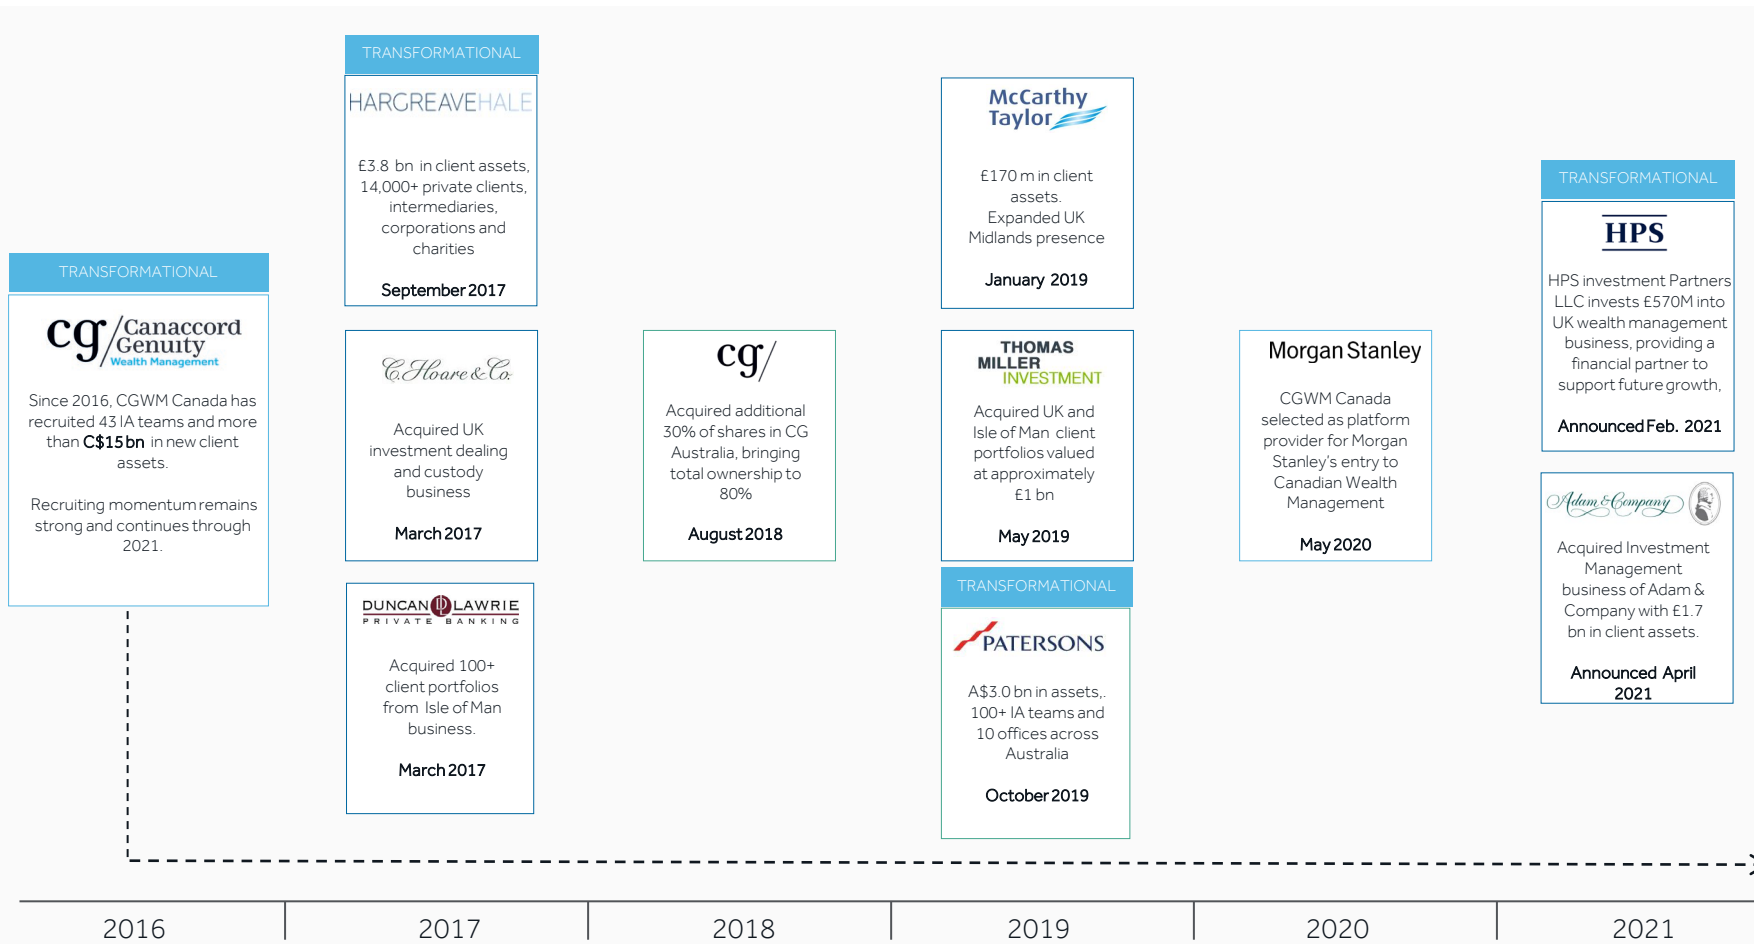 TRANSFORMATIONAL
cg/Canaccord
Genuity
Wealth Management
Since 2016, CGWM Canada has
recruited 43 IA teams and more
than C$15 bn in new client
assets.
Recruiting momentum remains
strong and continues through
2021.
TRANSFORMATIONAL
HARGREAVEHALE
£3.8 bn in client assets,
14,000+ private clients,
intermediaries,
corporations and
charities
September 2017
C. Hoare & Co.
Acquired UK
investment dealing
and custody
business
March 2017
DUNCAN DL LAWRIE
PRIVATE BANKING
Acquired 100+
client portfolios
from Isle of Man
business.
March 2017
cg/
Acquired additional
30% of shares in CG
Australia, bringing
total ownership to
80%
August 2018
McCarthy
Taylor
£170 m in client
assets.
Expanded UK
Midlands presence
January 2019
THOMAS
MILLER
INVESTMENT
Acquired UK and
Isle of Man client
portfolios valued
at approximately
£1 bn
May 2019
TRANSFORMATIONAL
PATERSONS
A$3.0 bn in assets,.
100+ IA teams and
10 offices across
Australia
October 2019
Morgan Stanley
CGWM Canada
selected as platform
provider for Morgan
Stanley's entry to
Canadian Wealth
Management
May 2020
TRANSFORMATIONAL
HPS
HPS investment Partners
LLC invests £570M into
UK wealth management
business, providing a
financial partner to
support future growth,
Announced Feb. 2021
Adam & Company
Acquired Investment
Management
business of Adam &
Company with £1.7
bn in client assets.
Announced April
2021
2016
2017
2018
2019
2020
2021